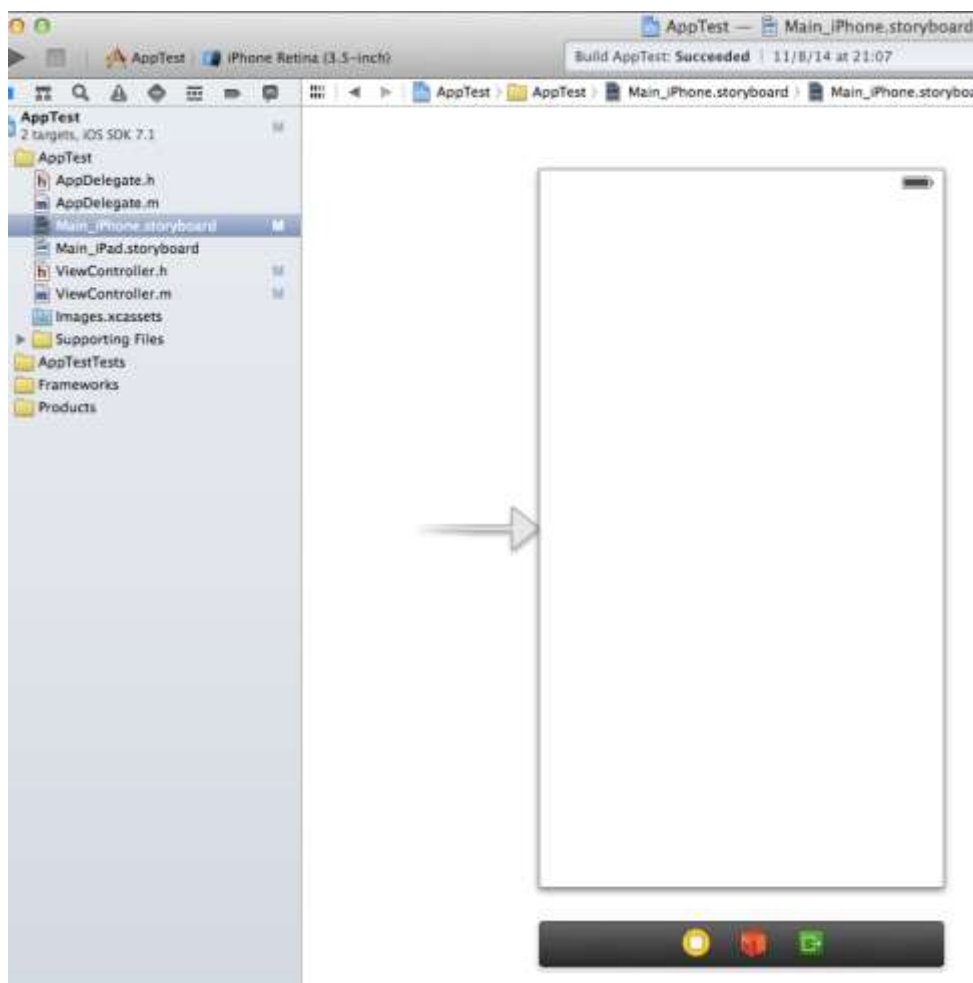 AppTest — Main_iPhone.storyboard
AppTest iPhone Retina (3.5-inch)
Build AppTest: Succeeded 11/8/14 at 21:07
AppTest AppTest Main_iPhone.storyboard Main_iPhone.storyboa
AppTest M
2 targets, iOS SDK 7.1
AppTest
h AppDelegate.h
m AppDelegate.m
Main_iPhone.storyboard M
Main_iPad.storyboard
h ViewController.h M
m ViewController.m M
Images.xcassets
Supporting Files
AppTestTests
Frameworks
Products